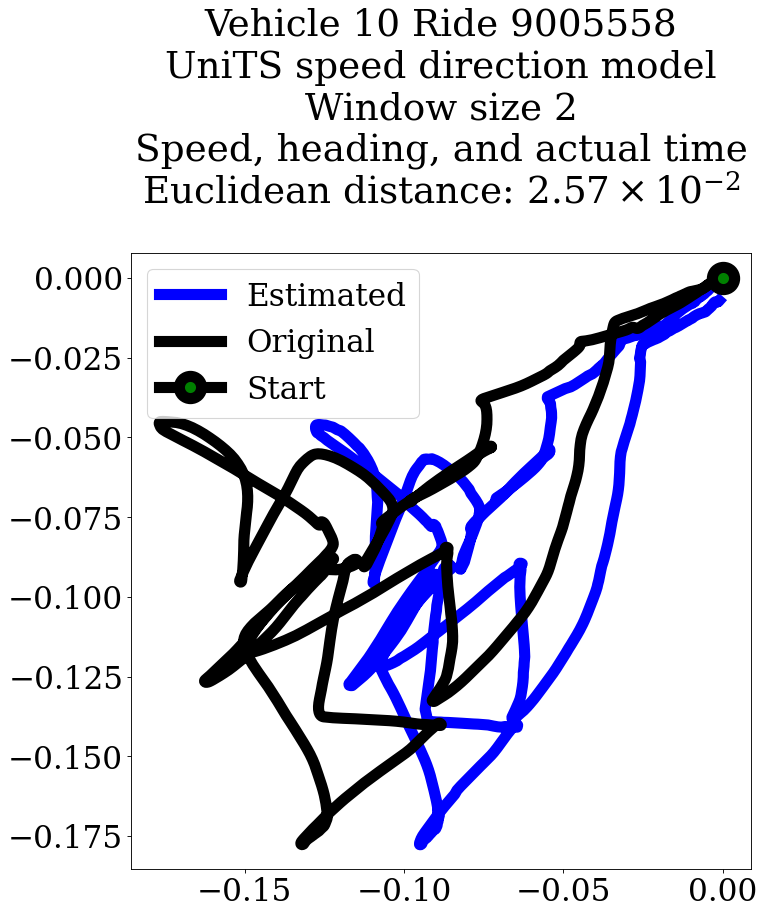 Vehicle 10 Ride 9005558
UniTS speed direction model
Window size 2
Speed, heading, and actual time
Euclidean distance: 2.57 × 10⁻²
Estimated
Original
Start
0.000
−0.025
−0.050
−0.075
−0.100
−0.125
−0.150
−0.175
−0.15 −0.10 −0.05 0.00